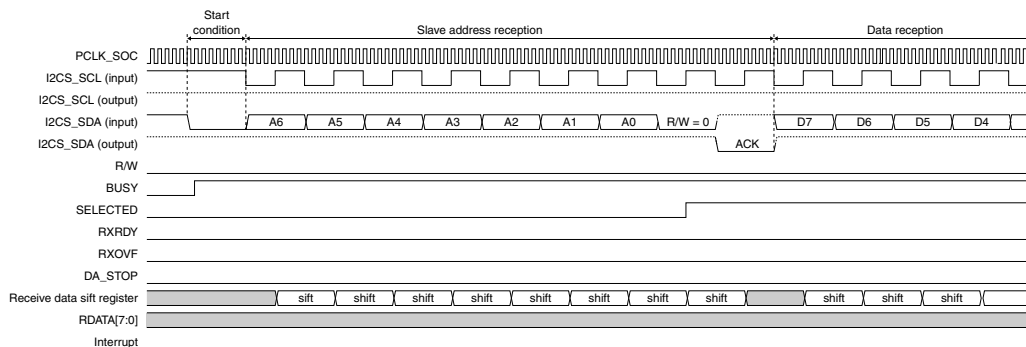 Start
condition
Slave address reception
Data reception
PCLK_SOC
I2CS_SCL (input)
I2CS_SCL (output)
I2CS_SDA (input) A6 A5 A4 A3 A2 A1 A0 R/W = 0 D7 D6 D5 D4
I2CS_SDA (output) ACK
R/W
BUSY
SELECTED
RXRDY
RXOVF
DA_STOP
Receive data sift register sift shift shift shift shift shift shift shift shift shift shift
RDATA[7:0]
Interrupt